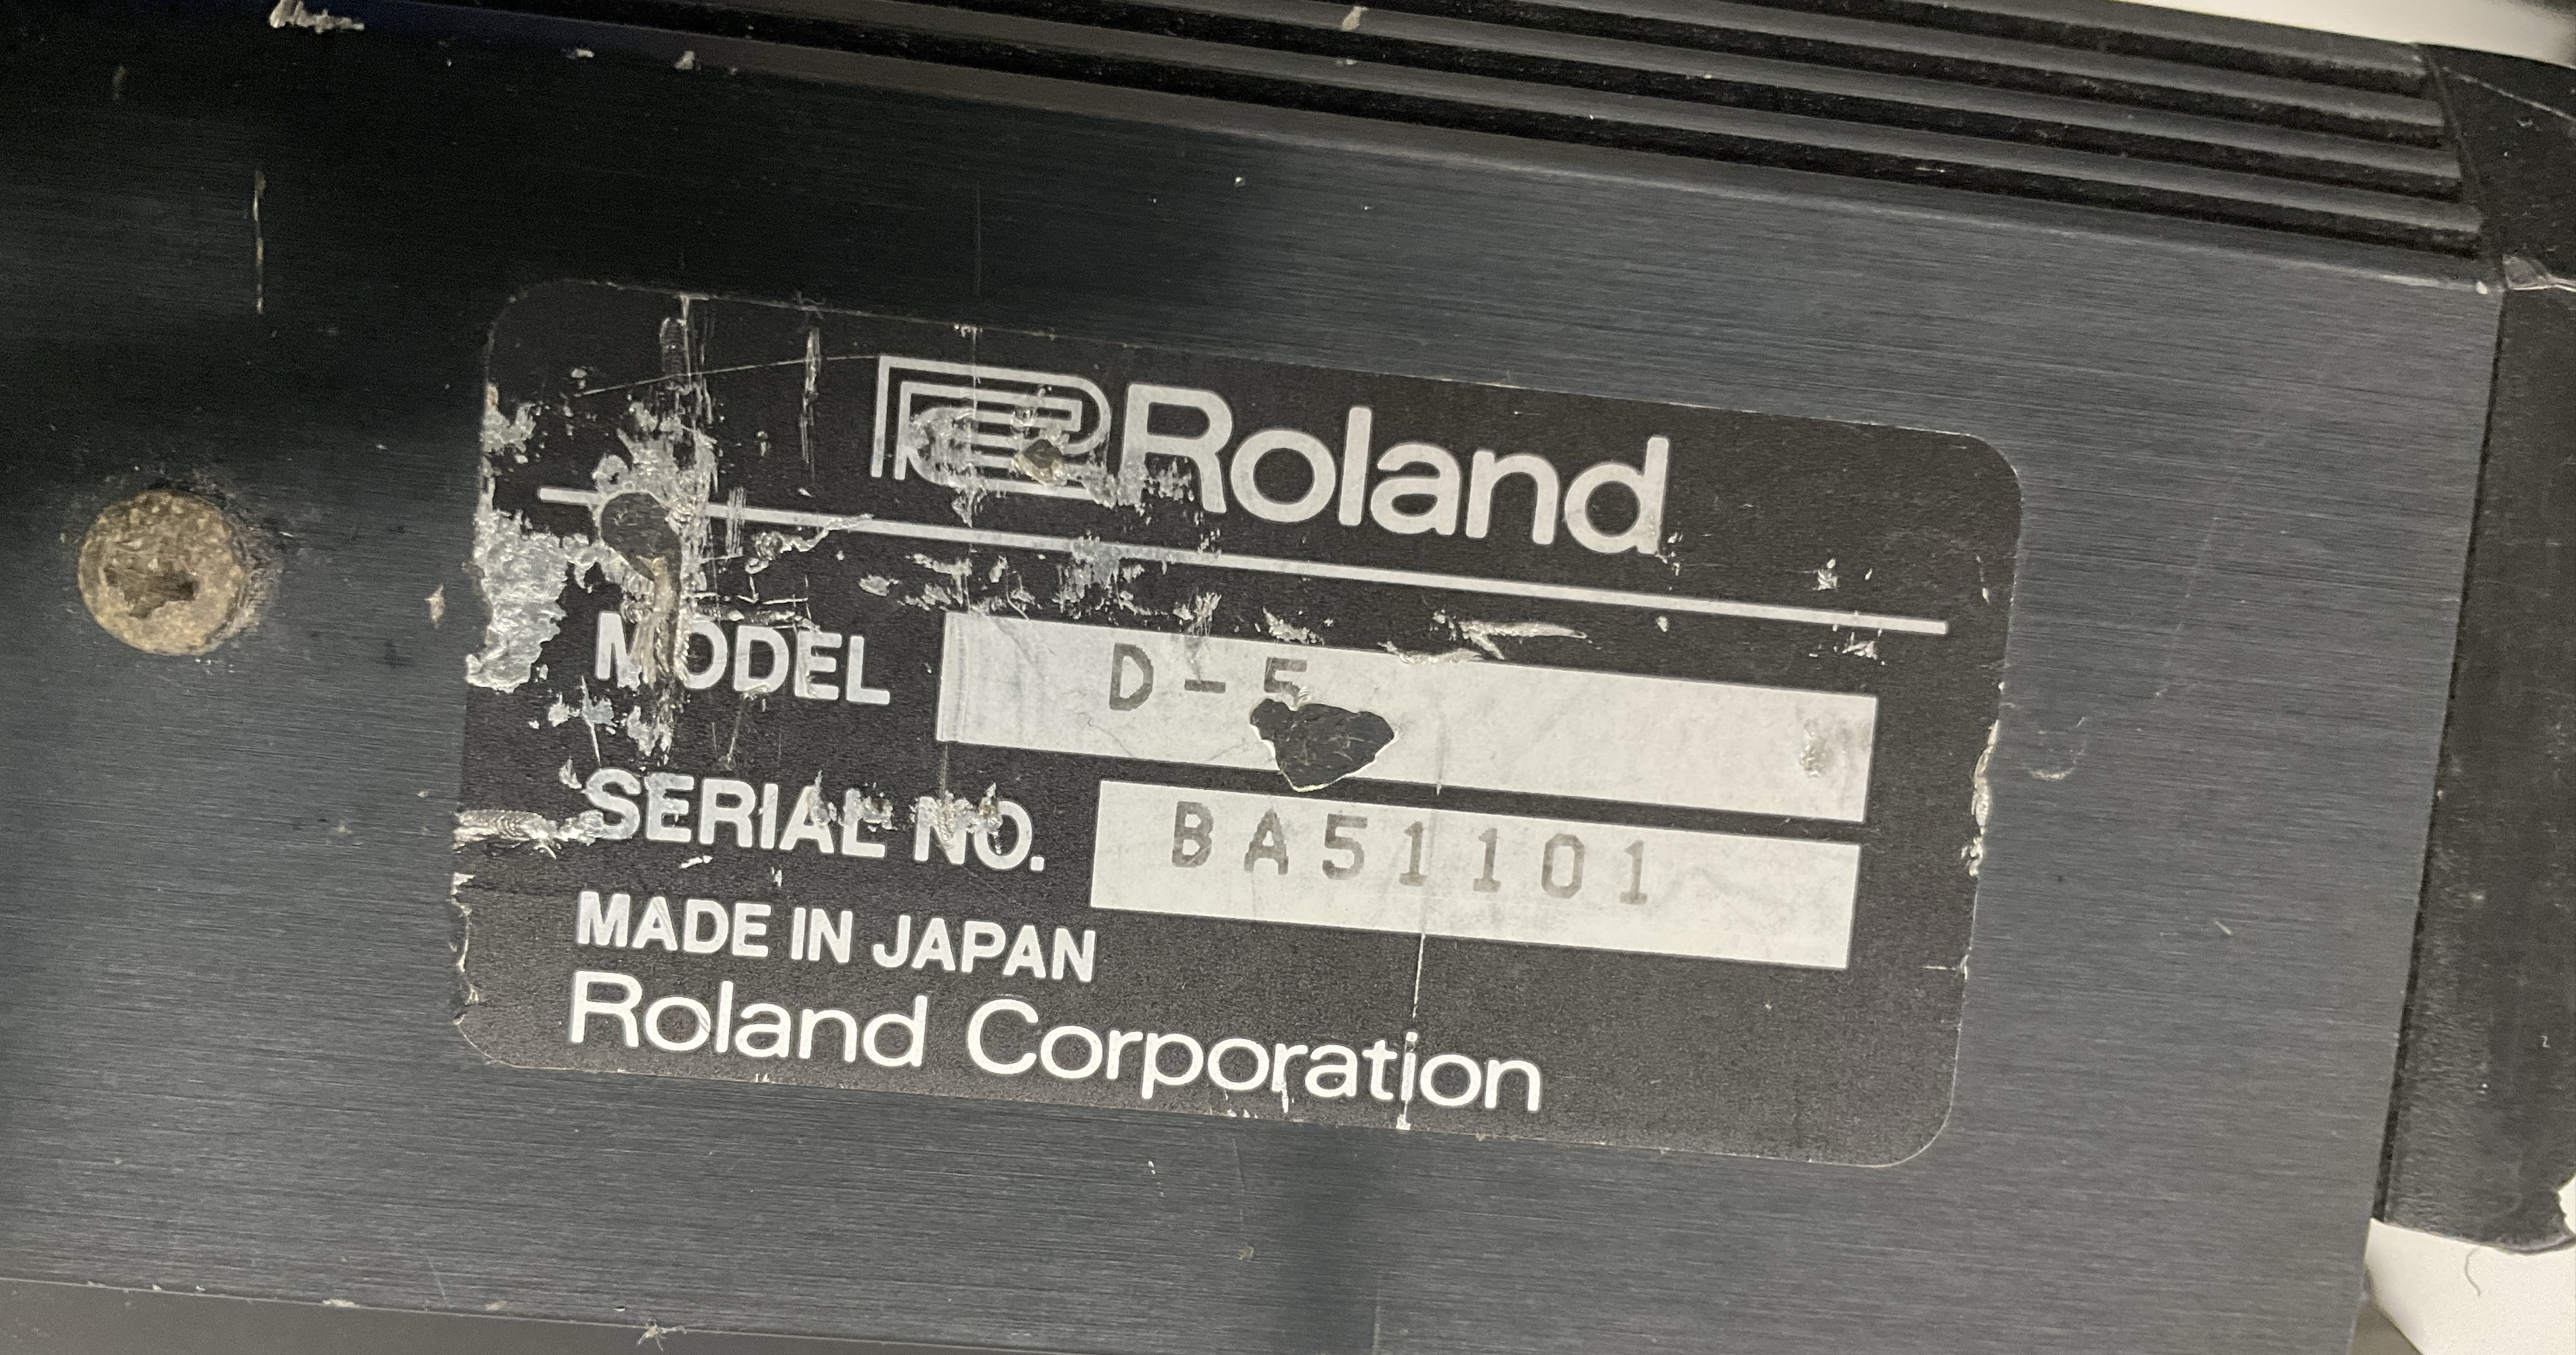 Roland
MODEL D-5
SERIAL NO. BA51101
MADE IN JAPAN
Roland Corporation